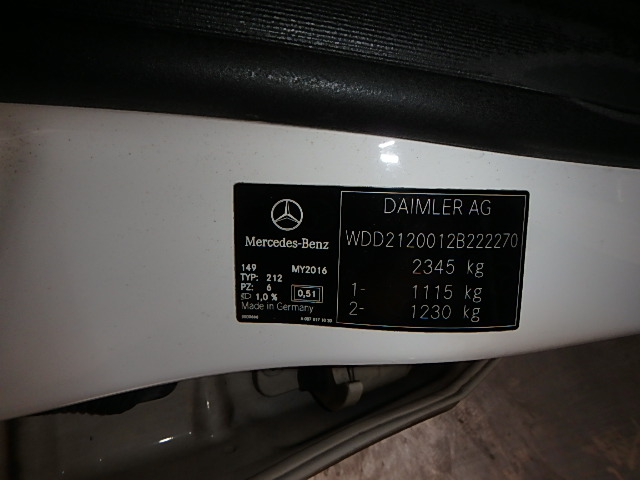 Mercedes-Benz
149 MY2016
TYP: 212
PZ: 6
1,0 % 0,51
Made in Germany
DAIMLER AG
WDD2120012B222270
2345 kg
1- 1115 kg
2- 1230 kg